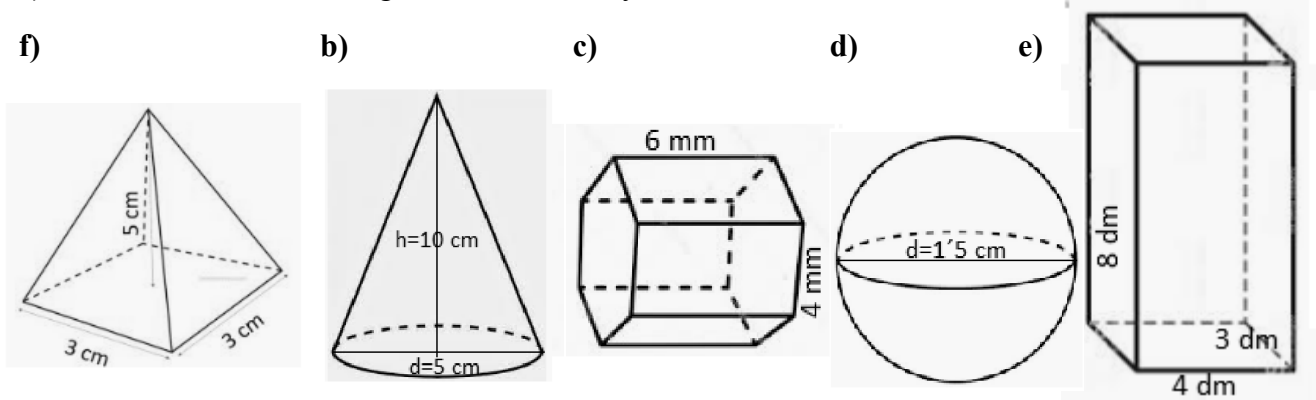 f)
b)
c)
d)
e)
5 cm
3 cm
3 cm
h=10 cm
d=5 cm
6 mm
4 mm
d=1´5 cm
8 dm
3 dm
4 dm